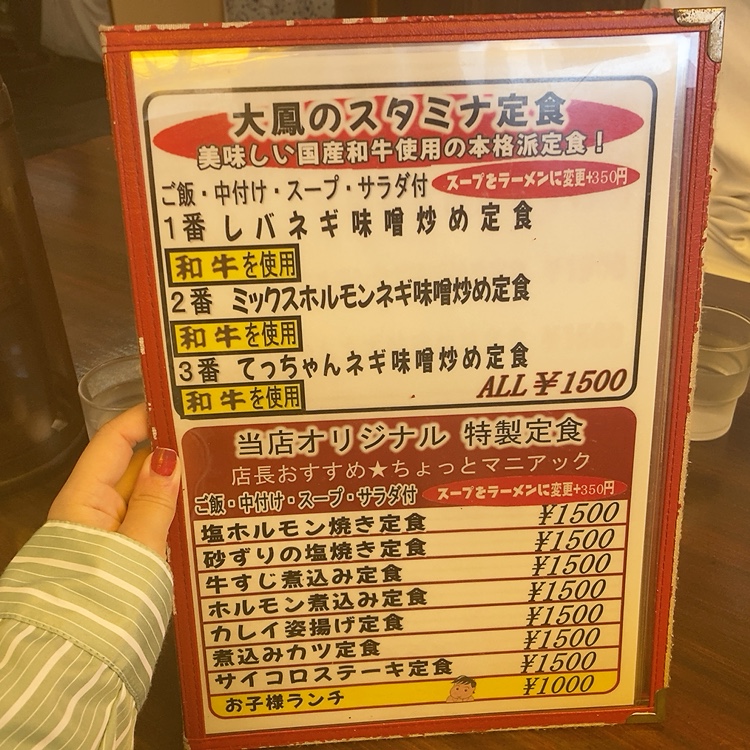 大鳳のスタミナ定食
美味しい国産和牛使用の本格派定食！
ご飯・中付け・スープ・サラダ付 スープをラーメンに変更+350円
1番 レバネギ味噌炒め定食
和牛を使用
2番 ミックスホルモンネギ味噌炒め定食
和牛を使用
3番 てっちゃんネギ味噌炒め定食
和牛を使用 ALL ¥1500
当店オリジナル 特製定食
店長おすすめ★ちょっとマニアック
ご飯・中付け・スープ・サラダ付 スープをラーメンに変更+350円
塩ホルモン焼き定食 ¥1500
砂ずりの塩焼き定食 ¥1500
牛すじ煮込み定食 ¥1500
ホルモン煮込み定食 ¥1500
カレイ姿揚げ定食 ¥1500
煮込みカツ定食 ¥1500
サイコロステーキ定食 ¥1500
お子様ランチ ¥1000